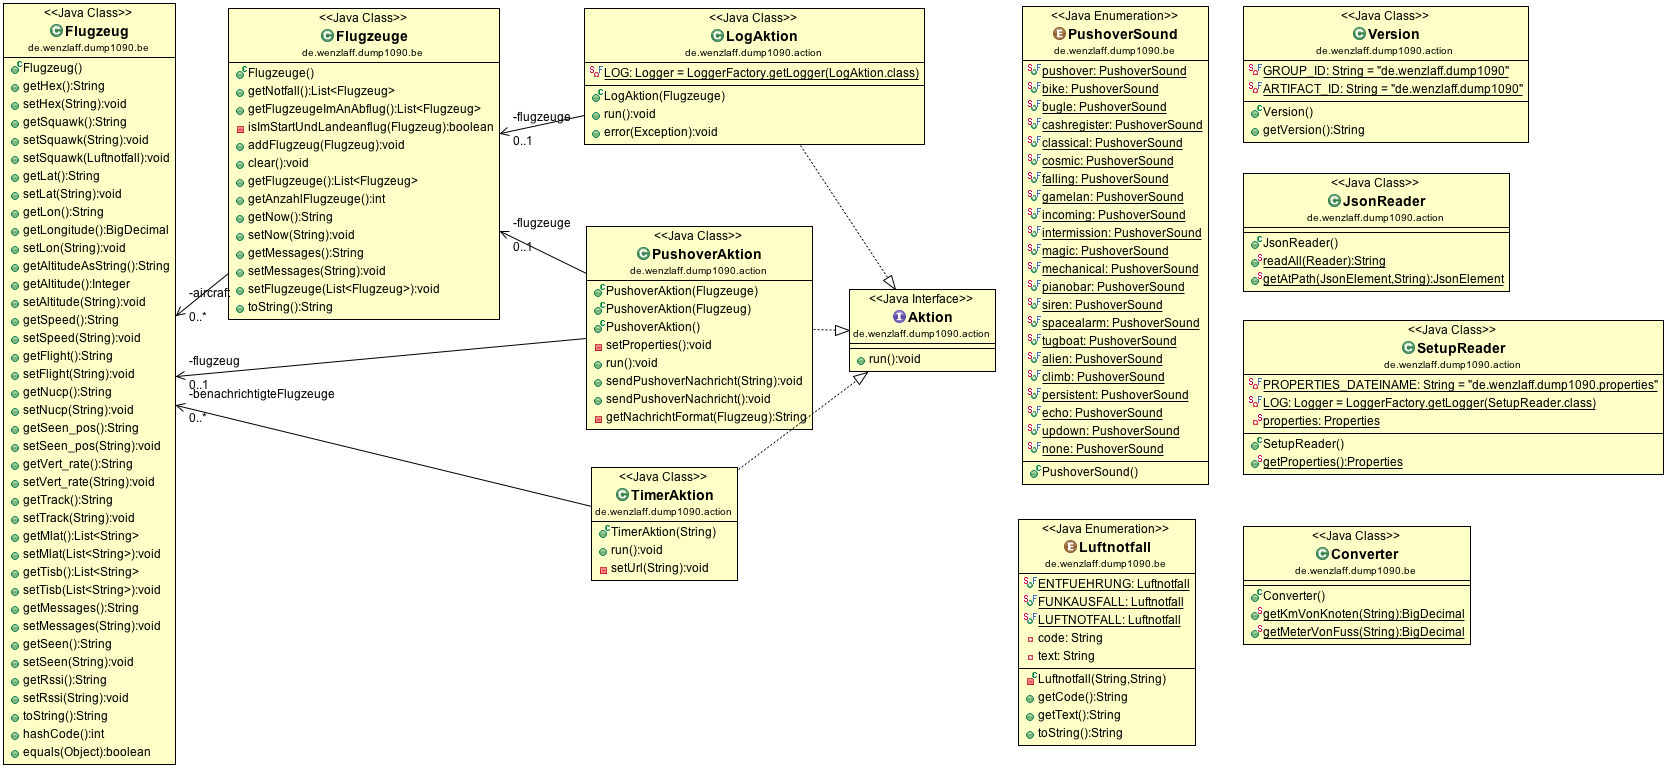 <<Java Class>>
Flugzeug
de.wenzlaff.dump1090.be
Flugzeug()
getHex():String
setHex(String):void
getSquawk():String
setSquawk(String):void
setSquawk(Luftnotfall):void
getLat():String
setLat(String):void
getLon():String
getLongitude():BigDecimal
setLon(String):void
getAltitudeAsString():String
getAltitude():Integer
setAltitude(String):void
getSpeed():String
setSpeed(String):void
getFlight():String
setFlight(String):void
getNucp():String
setNucp(String):void
getSeen_pos():String
setSeen_pos(String):void
getVert_rate():String
setVert_rate(String):void
getTrack():String
setTrack(String):void
getMlat():List<String>
setMlat(List<String>):void
getTisb():List<String>
setTisb(List<String>):void
getMessages():String
setMessages(String):void
getSeen():String
setSeen(String):void
getRssi():String
setRssi(String):void
toString():String
hashCode():int
equals(Object):boolean
<<Java Class>>
Flugzeuge
de.wenzlaff.dump1090.be
Flugzeuge()
getNotfall():List<Flugzeug>
getFlugzeugeImAnAbflug():List<Flugzeug>
isImStartUndLandeanflug(Flugzeug):boolean
addFlugzeug(Flugzeug):void
clear():void
getFlugzeuge():List<Flugzeug>
getAnzahlFlugzeuge():int
getNow():String
setNow(String):void
getMessages():String
setMessages(String):void
setFlugzeuge(List<Flugzeug>):void
toString():String
-aircraft
0..*
-flugzeug
0..1
-benachrichtigteFlugzeuge
0..*
-flugzeuge
0..1
-flugzeuge
0..1
<<Java Class>>
LogAktion
de.wenzlaff.dump1090.action
LOG: Logger = LoggerFactory.getLogger(LogAktion.class)
LogAktion(Flugzeuge)
run():void
error(Exception):void
<<Java Class>>
PushoverAktion
de.wenzlaff.dump1090.action
PushoverAktion(Flugzeuge)
PushoverAktion(Flugzeug)
PushoverAktion()
setProperties():void
run():void
sendPushoverNachricht(String):void
sendPushoverNachricht():void
getNachrichtFormat(Flugzeug):String
<<Java Class>>
TimerAktion
de.wenzlaff.dump1090.action
TimerAktion(String)
run():void
setUrl(String):void
<<Java Interface>>
Aktion
de.wenzlaff.dump1090.action
run():void
<<Java Enumeration>>
PushoverSound
de.wenzlaff.dump1090.be
pushover: PushoverSound
bike: PushoverSound
bugle: PushoverSound
cashregister: PushoverSound
classical: PushoverSound
cosmic: PushoverSound
falling: PushoverSound
gamelan: PushoverSound
incoming: PushoverSound
intermission: PushoverSound
magic: PushoverSound
mechanical: PushoverSound
pianobar: PushoverSound
siren: PushoverSound
spacealarm: PushoverSound
tugboat: PushoverSound
alien: PushoverSound
climb: PushoverSound
persistent: PushoverSound
echo: PushoverSound
updown: PushoverSound
none: PushoverSound
PushoverSound()
<<Java Enumeration>>
Luftnotfall
de.wenzlaff.dump1090.be
ENTFUEHRUNG: Luftnotfall
FUNKAUSFALL: Luftnotfall
LUFTNOTFALL: Luftnotfall
code: String
text: String
Luftnotfall(String,String)
getCode():String
getText():String
toString():String
<<Java Class>>
Version
de.wenzlaff.dump1090
GROUP_ID: String = "de.wenzlaff.dump1090"
ARTIFACT_ID: String = "de.wenzlaff.dump1090"
Version()
getVersion():String
<<Java Class>>
JsonReader
de.wenzlaff.dump1090.action
JsonReader()
readAll(Reader):String
getAtPath(JsonElement,String):JsonElement
<<Java Class>>
SetupReader
de.wenzlaff.dump1090.action
PROPERTIES_DATEINAME: String = "de.wenzlaff.dump1090.properties"
LOG: Logger = LoggerFactory.getLogger(SetupReader.class)
properties: Properties
SetupReader()
getProperties():Properties
<<Java Class>>
Converter
de.wenzlaff.dump1090.be
Converter()
getKmVonKnoten(String):BigDecimal
getMeterVonFuss(String):BigDecimal